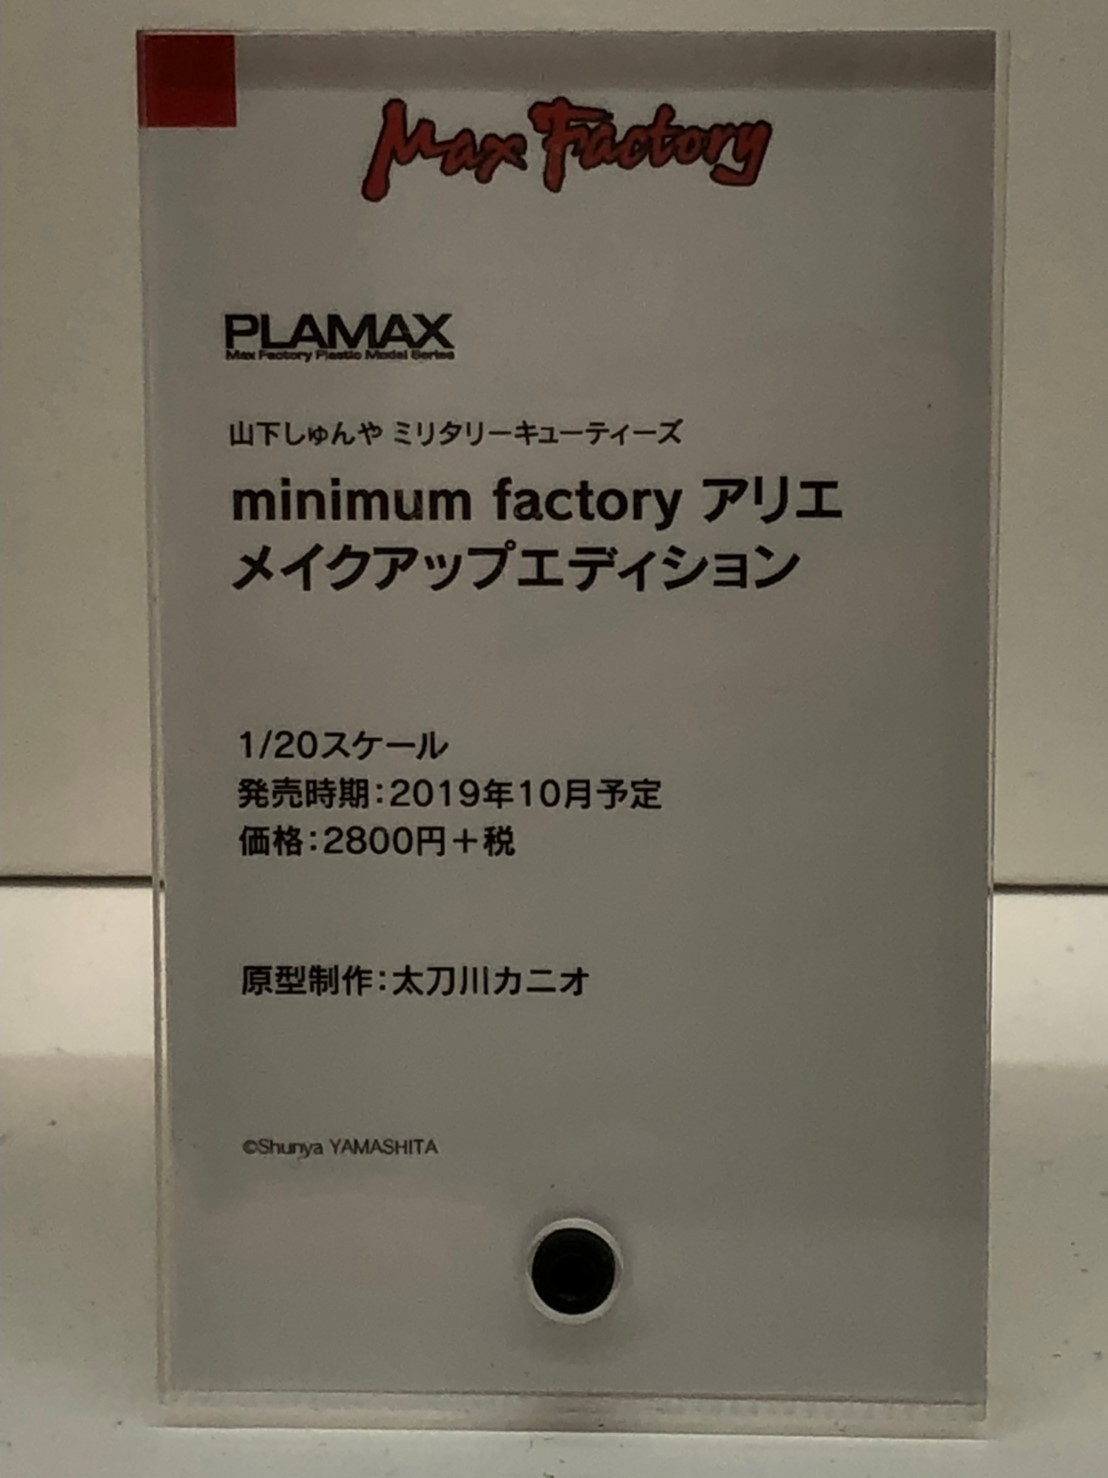 Max Factory
PLAMAX
Max Factory Plastic Model Series
山下しゅんや ミリタリーキューティーズ
minimum factory アリエ
メイクアップエディション
1/20スケール
発売時期：2019年10月予定
価格：2800円＋税
原型制作：太刀川カニオ
©Shunya YAMASHITA